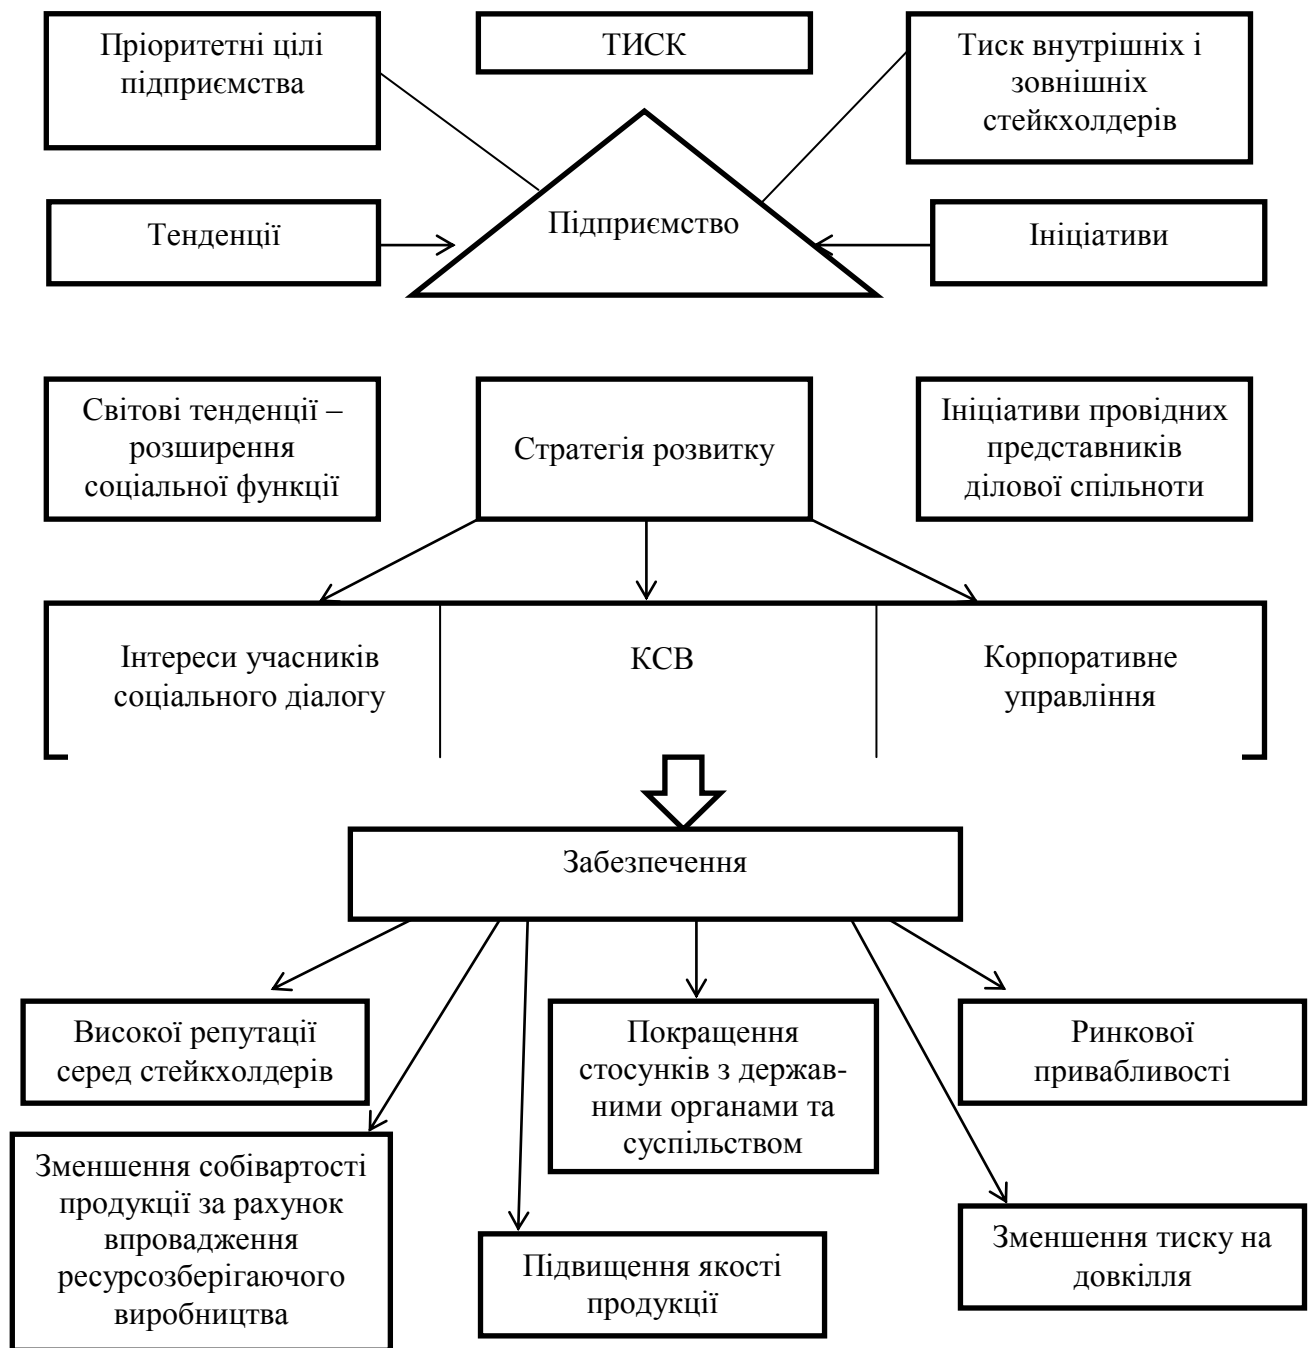 Пріоритетні цілі
підприємства
ТИСК
Тиск внутрішніх і
зовнішніх
стейкхолдерів
Тенденції
Підприємство
Ініціативи
Світові тенденції –
розширення
соціальної функції
Стратегія розвитку
Ініціативи провідних
представників
ділової спільноти
Інтереси учасників
соціального діалогу
КСВ
Корпоративне
управління
Забезпечення
Високої репутації
серед стейкхолдерів
Покращення
стосунків з держав-
ними органами та
суспільством
Ринкової
привабливості
Зменшення собівартості
продукції за рахунок
впровадження
ресурсозберігаючого
виробництва
Підвищення якості
продукції
Зменшення тиску на
довкілля